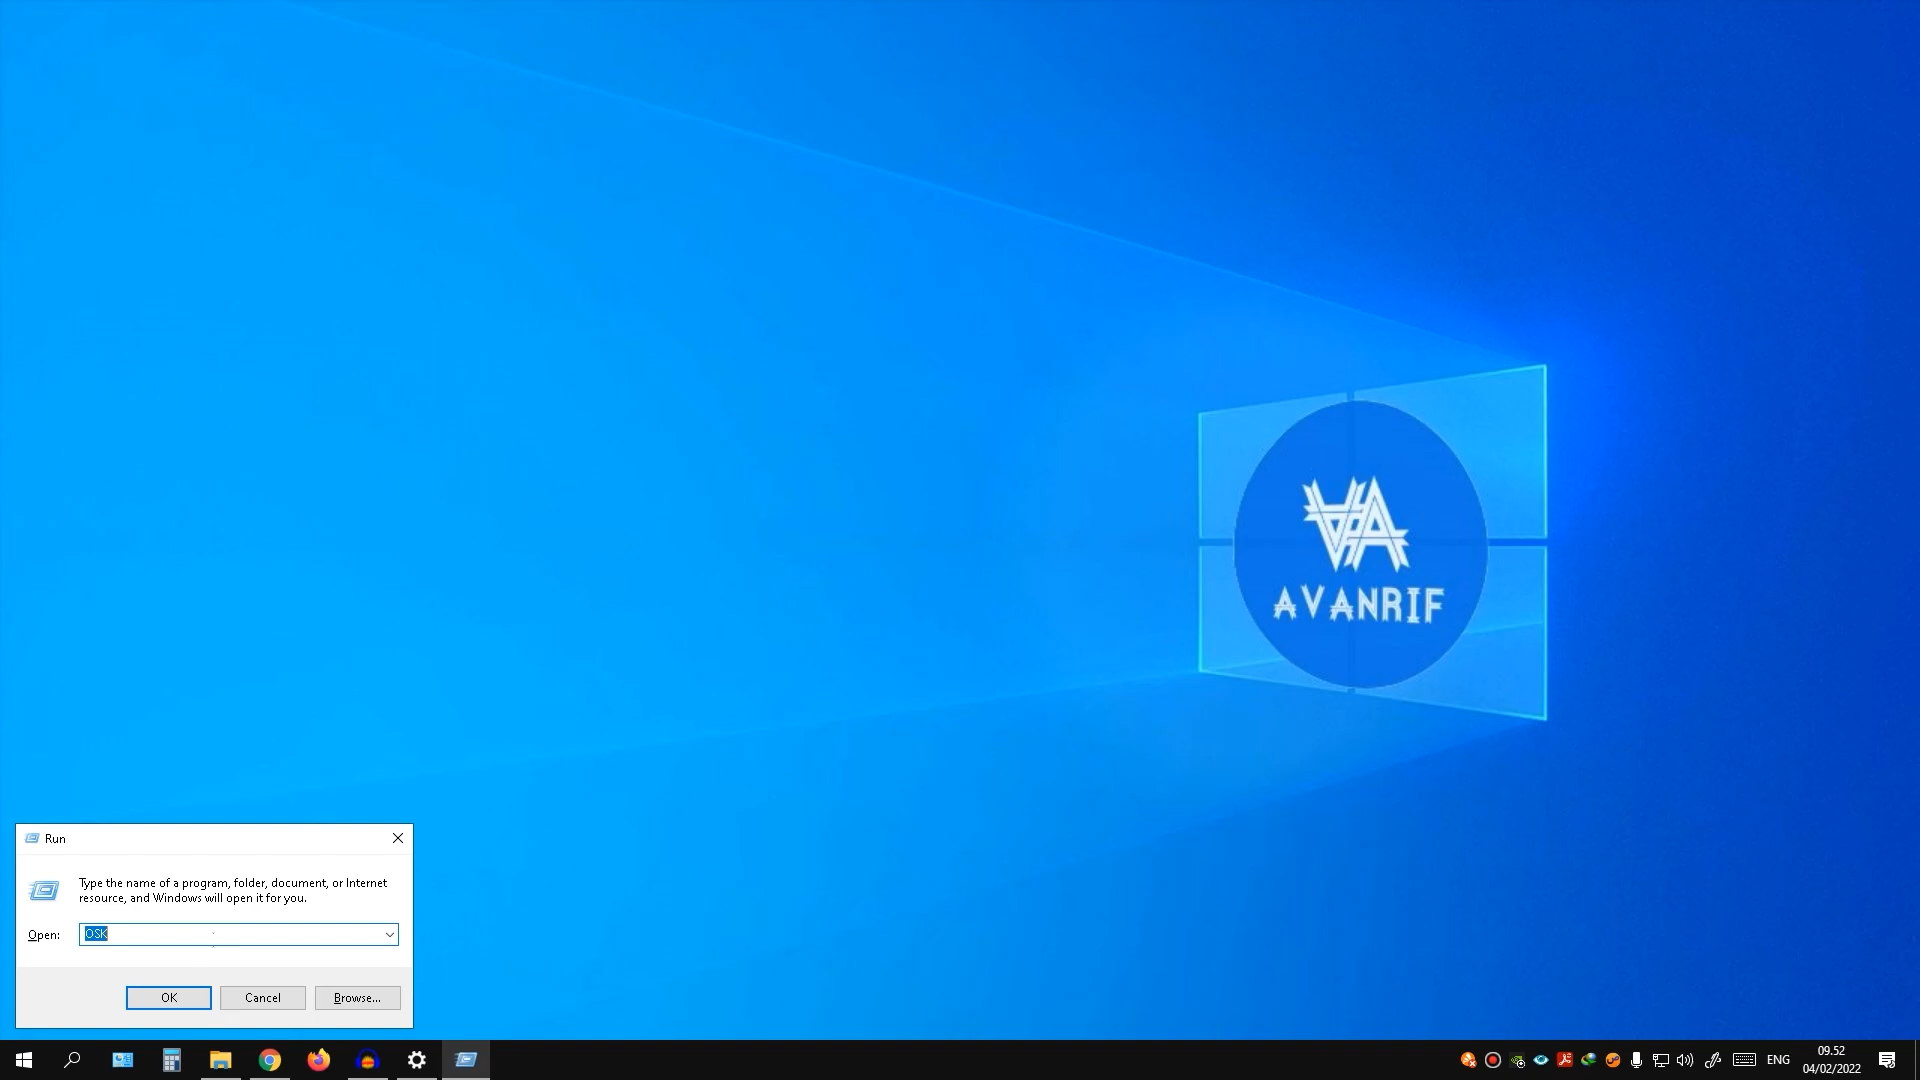 AVANRIF
Run
Type the name of a program, folder, document, or Internet
resource, and Windows will open it for you.
Open:
OSK
OK
Cancel
Browse...
ENG
09.52
04/02/2022